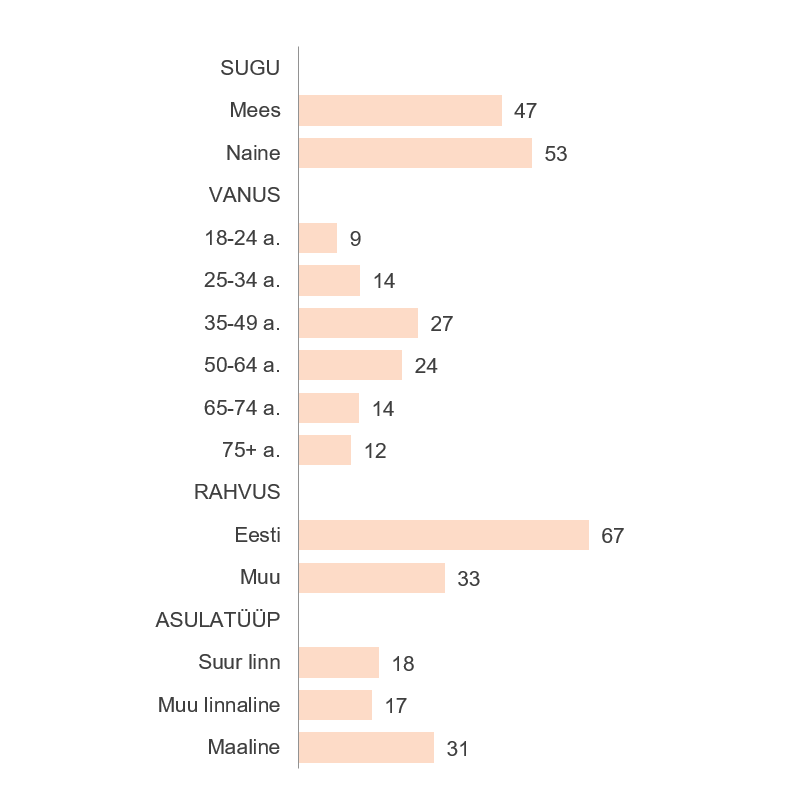 SUGU
Mees 47
Naine 53
VANUS
18-24 a. 9
25-34 a. 14
35-49 a. 27
50-64 a. 24
65-74 a. 14
75+ a. 12
RAHVUS
Eesti 67
Muu 33
ASULATÜÜP
Suur linn 18
Muu linnaline 17
Maaline 31